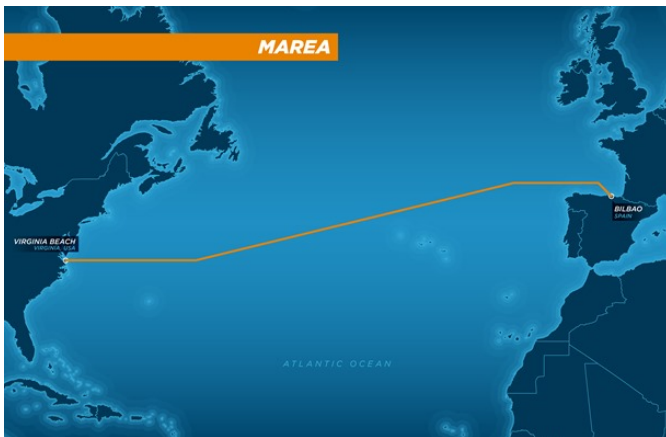 MAREA
VIRGINIA BEACH
VIRGINIA, USA
BILBAO
SPAIN
ATLANTIC OCEAN